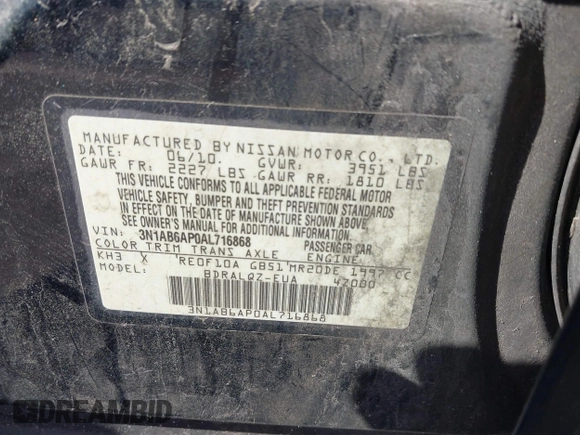 MANUFACTURED BY NISSAN MOTOR CO., LTD.
DATE: 06/10. GVWR: 3951 LBS
GAWR FR: 2227 LBS GAWR RR: 1810 LBS
THIS VEHICLE CONFORMS TO ALL APPLICABLE FEDERAL MOTOR
VEHICLE SAFETY, BUMPER AND THEFT PREVENTION STANDARDS
IN EFFECT ON THE DATE OF MANUFACTURE SHOWN ABOVE.
SEE OWNER'S MANUAL FOR ADDITIONAL INFORMATION
VIN: 3N1AB6AP0AL716868 PASSENGER CAR
COLOR TRIM TRANS AXLE ENGINE
KH3 X RE0F10A GB51 MR20DE 1997 CC
MODEL: BDRALQZ-EUA 47000
3N1AB6AP0AL716868
DREAMBID